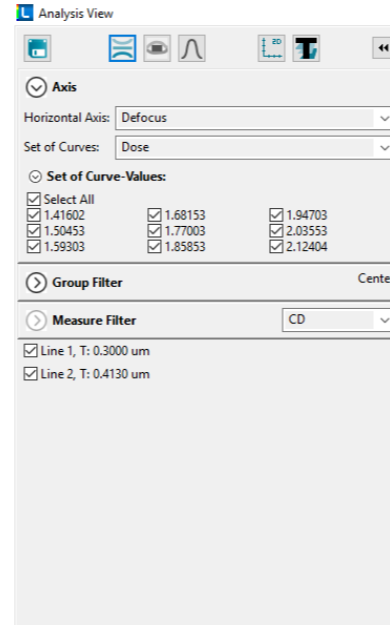 Analysis View
2D
Axis
Horizontal Axis: Defocus
Set of Curves: Dose
Set of Curve-Values:
Select All
1.41602 1.68153 1.94703
1.50453 1.77003 2.03553
1.59303 1.85853 2.12404
Group Filter Cente
Measure Filter CD
Line 1, T: 0.3000 um
Line 2, T: 0.4130 um